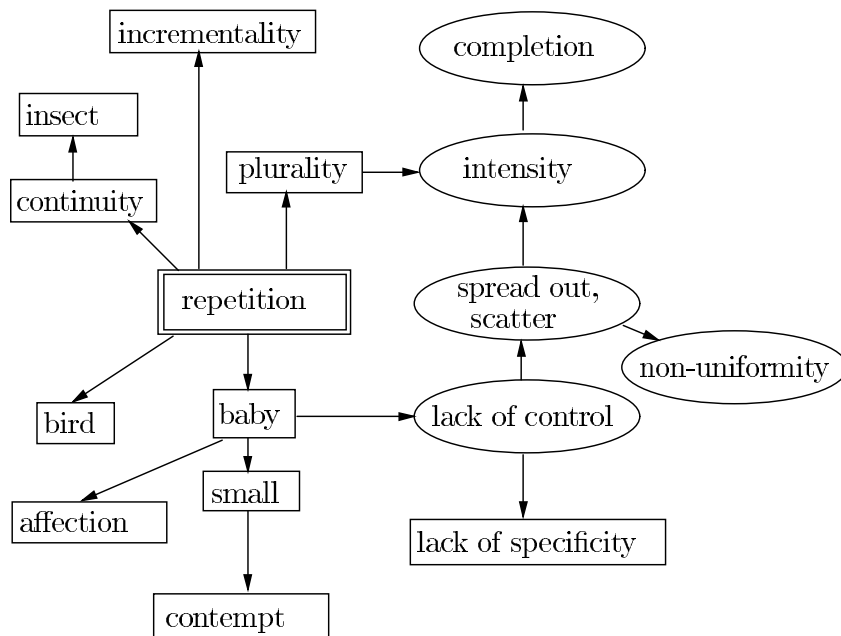 incrementality
completion
insect
plurality
intensity
continuity
repetition
spread out,
scatter
non-uniformity
bird
baby
lack of control
small
affection
lack of specificity
contempt